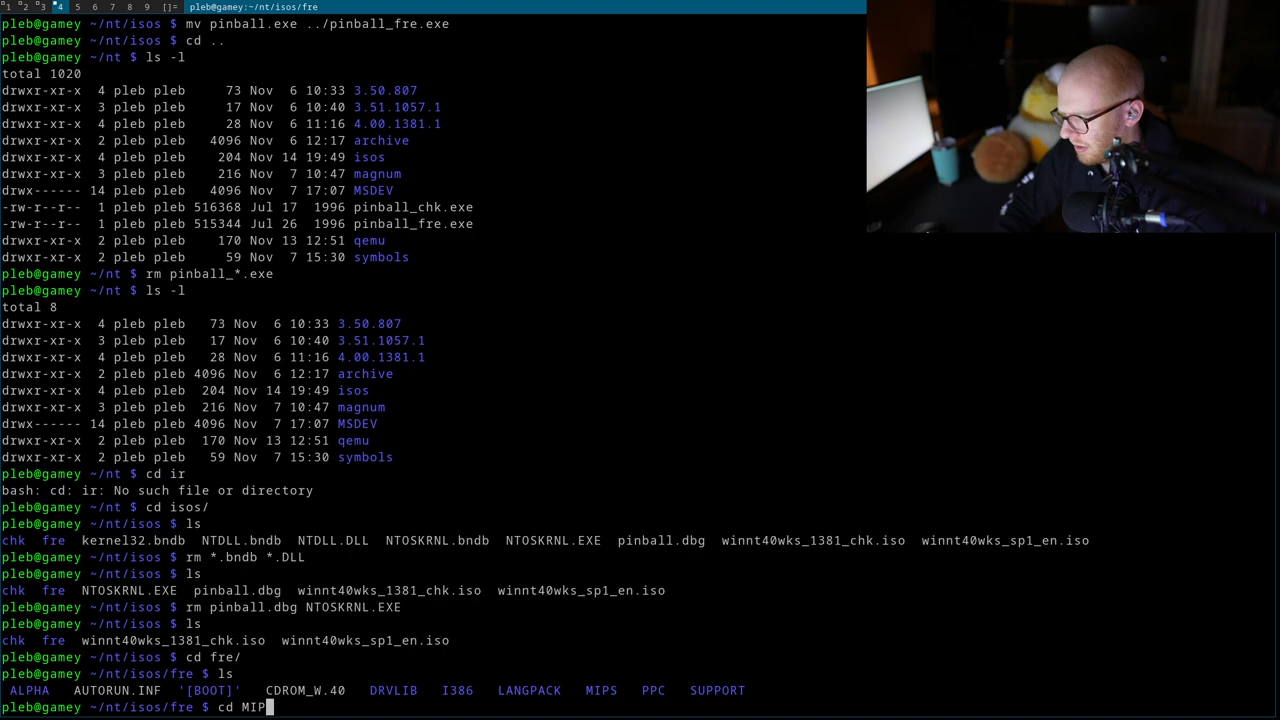 1 2 3 4 5 6 7 8 9 []= pleb@gamey:~/nt/isos/fre
pleb@gamey ~/nt/isos $ mv pinball.exe ../pinball_fre.exe
pleb@gamey ~/nt/isos $ cd ..
pleb@gamey ~/nt $ ls -l
total 1020
drwxr-xr-x 4 pleb pleb 73 Nov 6 10:33 3.50.807
drwxr-xr-x 3 pleb pleb 17 Nov 6 10:40 3.51.1057.1
drwxr-xr-x 4 pleb pleb 28 Nov 6 11:16 4.00.1381.1
drwxr-xr-x 2 pleb pleb 4096 Nov 6 12:17 archive
drwxr-xr-x 4 pleb pleb 204 Nov 14 19:49 isos
drwxr-xr-x 3 pleb pleb 216 Nov 7 10:47 magnum
drwx------ 14 pleb pleb 4096 Nov 7 17:07 MSDEV
-rw-r--r-- 1 pleb pleb 516368 Jul 17 1996 pinball_chk.exe
-rw-r--r-- 1 pleb pleb 515344 Jul 26 1996 pinball_fre.exe
drwxr-xr-x 2 pleb pleb 170 Nov 13 12:51 qemu
drwxr-xr-x 2 pleb pleb 59 Nov 7 15:30 symbols
pleb@gamey ~/nt $ rm pinball_*.exe
pleb@gamey ~/nt $ ls -l
total 8
drwxr-xr-x 4 pleb pleb 73 Nov 6 10:33 3.50.807
drwxr-xr-x 3 pleb pleb 17 Nov 6 10:40 3.51.1057.1
drwxr-xr-x 4 pleb pleb 28 Nov 6 11:16 4.00.1381.1
drwxr-xr-x 2 pleb pleb 4096 Nov 6 12:17 archive
drwxr-xr-x 4 pleb pleb 204 Nov 14 19:49 isos
drwxr-xr-x 3 pleb pleb 216 Nov 7 10:47 magnum
drwx------ 14 pleb pleb 4096 Nov 7 17:07 MSDEV
drwxr-xr-x 2 pleb pleb 170 Nov 13 12:51 qemu
drwxr-xr-x 2 pleb pleb 59 Nov 7 15:30 symbols
pleb@gamey ~/nt $ cd ir
bash: cd: ir: No such file or directory
pleb@gamey ~/nt $ cd isos/
pleb@gamey ~/nt/isos $ ls
chk fre kernel32.bndb NTDLL.bndb NTDLL.DLL NTOSKRNL.bndb NTOSKRNL.EXE pinball.dbg winnt40wks_1381_chk.iso winnt40wks_sp1_en.iso
pleb@gamey ~/nt/isos $ rm *.bndb *.DLL
pleb@gamey ~/nt/isos $ ls
chk fre NTOSKRNL.EXE pinball.dbg winnt40wks_1381_chk.iso winnt40wks_sp1_en.iso
pleb@gamey ~/nt/isos $ rm pinball.dbg NTOSKRNL.EXE
pleb@gamey ~/nt/isos $ ls
chk fre winnt40wks_1381_chk.iso winnt40wks_sp1_en.iso
pleb@gamey ~/nt/isos $ cd fre/
pleb@gamey ~/nt/isos/fre $ ls
ALPHA AUTORUN.INF '[BOOT]' CDROM_W.40 DRVLIB I386 LANGPACK MIPS PPC SUPPORT
pleb@gamey ~/nt/isos/fre $ cd MIP